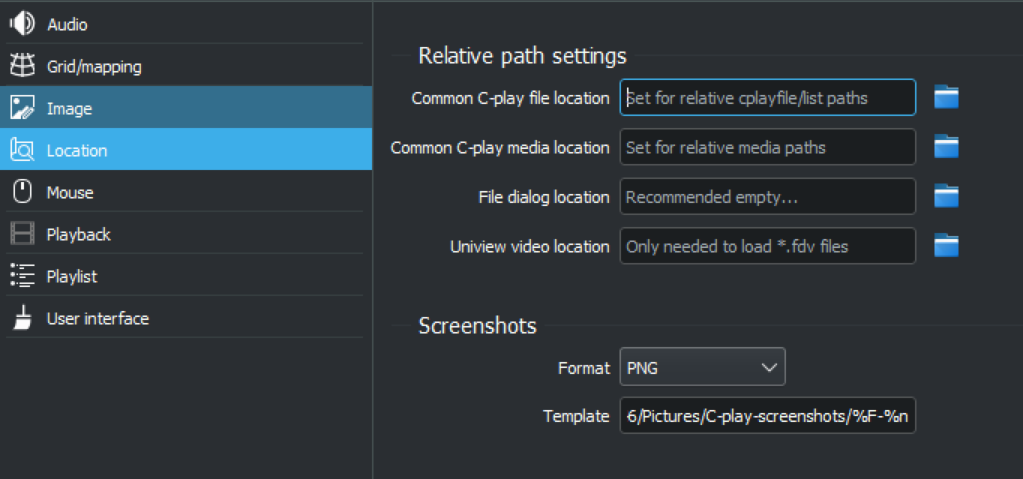 Audio
Grid/mapping
Image
Location
Mouse
Playback
Playlist
User interface
Relative path settings
Common C-play file location Set for relative cplayfile/list paths
Common C-play media location Set for relative media paths
File dialog location Recommended empty...
Uniview video location Only needed to load *.fdv files
Screenshots
Format PNG
Template 6/Pictures/C-play-screenshots/%F-%n